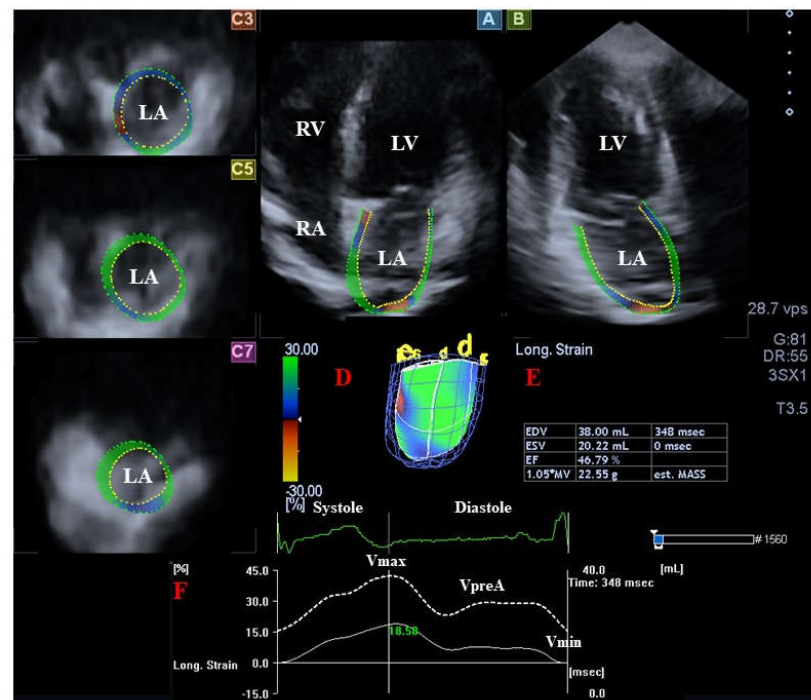 C3
LA
C5
LA
C7
LA
A
RV
LV
RA
LA
B
LV
LA
28.7 vps
G:81
DR:55
3SX1
T3.5
30.00
-30.00
[%]
D
d
Long. Strain
E
EDV 38.00 mL 348 msec
ESV 20.22 mL 0 msec
EF 46.79 %
1.05*MV 22.55 g est. MASS
Systole
Diastole
# 1560
F
[%]
45.0
30.0
15.0
0.0
-15.0
Long. Strain
Vmax
VpreA
Vmin
18.58
[mL]
40.0
Time: 348 msec
[msec]
0.0